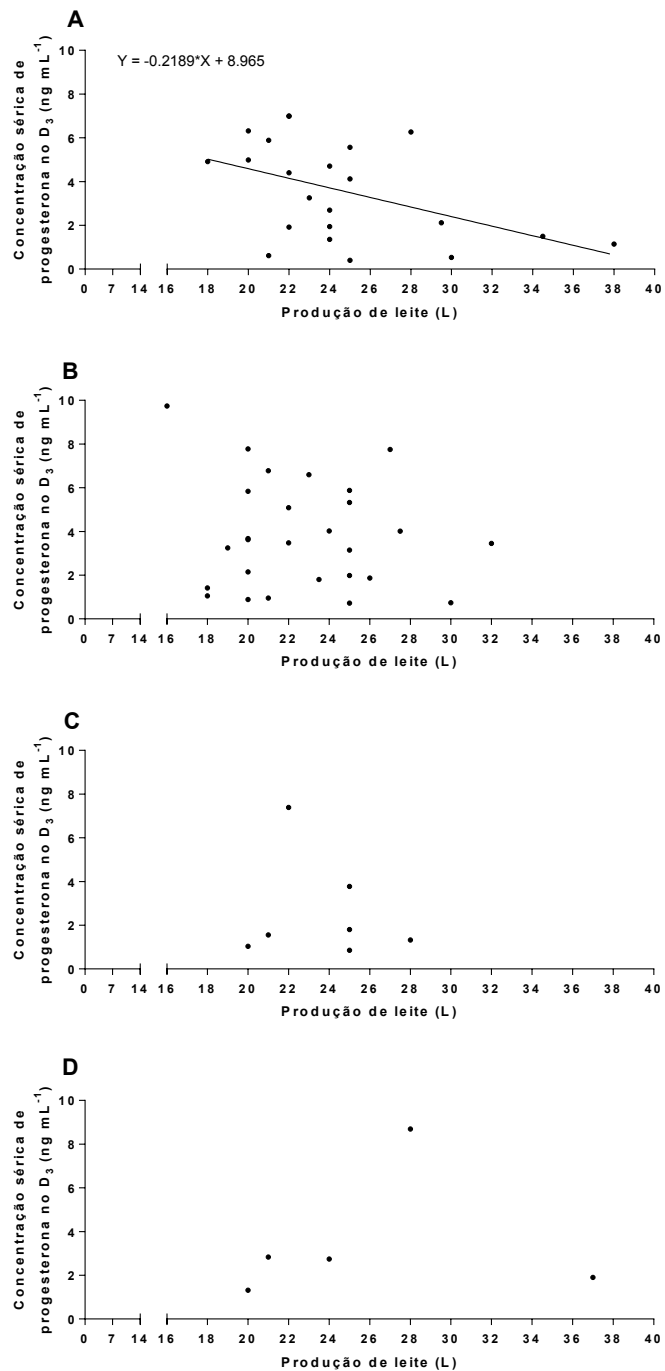 A
Y = -0.2189*X + 8.965
Concentração sérica de
progesterona no D3 (ng mL-1)
10
8
6
4
2
0
0 7 14 16 18 20 22 24 26 28 30 32 34 36 38 40
Produção de leite (L)
B
Concentração sérica de
progesterona no D3 (ng mL-1)
10
8
6
4
2
0
0 7 14 16 18 20 22 24 26 28 30 32 34 36 38 40
Produção de leite (L)
C
Concentração sérica de
progesterona no D3 (ng mL-1)
10
8
6
4
2
0
0 7 14 16 18 20 22 24 26 28 30 32 34 36 38 40
Produção de leite (L)
D
Concentração sérica de
progesterona no D3 (ng mL-1)
10
8
6
4
2
0
0 7 14 16 18 20 22 24 26 28 30 32 34 36 38 40
Produção de leite (L)